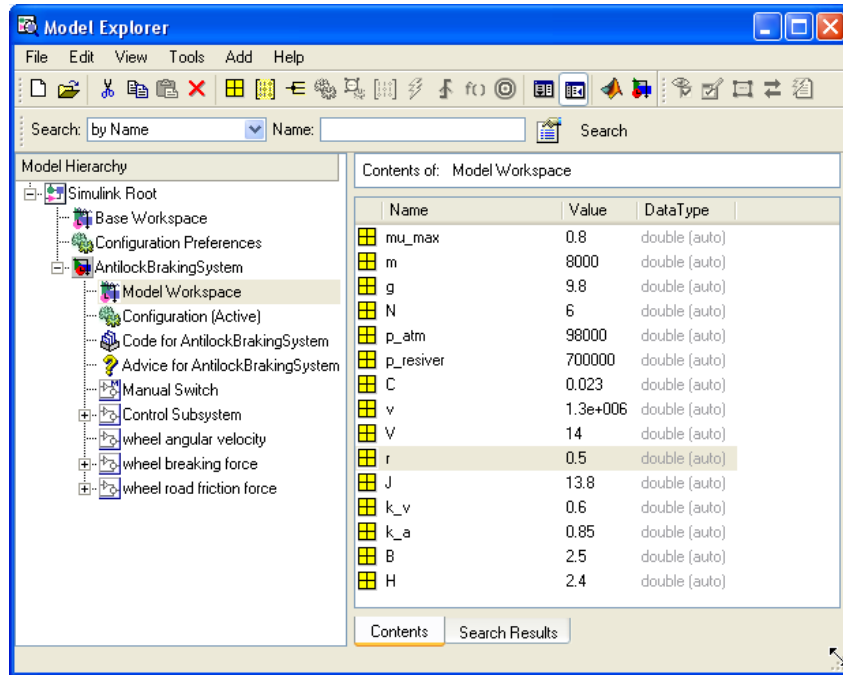 Model Explorer
File Edit View Tools Add Help
f()
Search: by Name Name: Search
Model Hierarchy
Simulink Root
Base Workspace
Configuration Preferences
AntilockBrakingSystem
Model Workspace
Configuration (Active)
Code for AntilockBrakingSystem
Advice for AntilockBrakingSystem
Manual Switch
Control Subsystem
wheel angular velocity
wheel breaking force
wheel road friction force
Contents of: Model Workspace
Name Value DataType
mu_max 0.8 double (auto)
m 8000 double (auto)
g 9.8 double (auto)
N 6 double (auto)
p_atm 98000 double (auto)
p_resiver 700000 double (auto)
C 0.023 double (auto)
v 1.3e+006 double (auto)
V 14 double (auto)
r 0.5 double (auto)
J 13.8 double (auto)
k_v 0.6 double (auto)
k_a 0.85 double (auto)
B 2.5 double (auto)
H 2.4 double (auto)
Contents Search Results